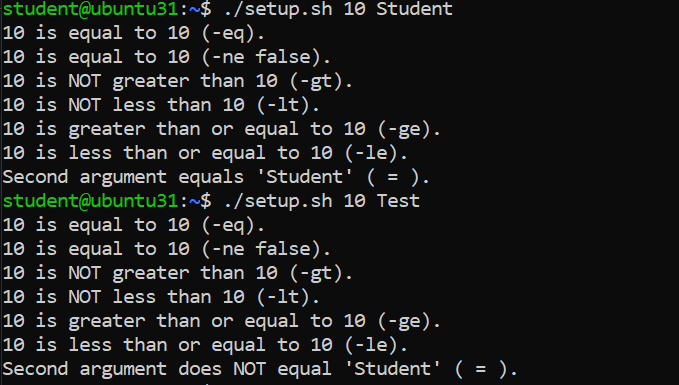 student@ubuntu31:~$ ./setup.sh 10 Student
10 is equal to 10 (-eq).
10 is equal to 10 (-ne false).
10 is NOT greater than 10 (-gt).
10 is NOT less than 10 (-lt).
10 is greater than or equal to 10 (-ge).
10 is less than or equal to 10 (-le).
Second argument equals 'Student' ( = ).
student@ubuntu31:~$ ./setup.sh 10 Test
10 is equal to 10 (-eq).
10 is equal to 10 (-ne false).
10 is NOT greater than 10 (-gt).
10 is NOT less than 10 (-lt).
10 is greater than or equal to 10 (-ge).
10 is less than or equal to 10 (-le).
Second argument does NOT equal 'Student' ( = ).